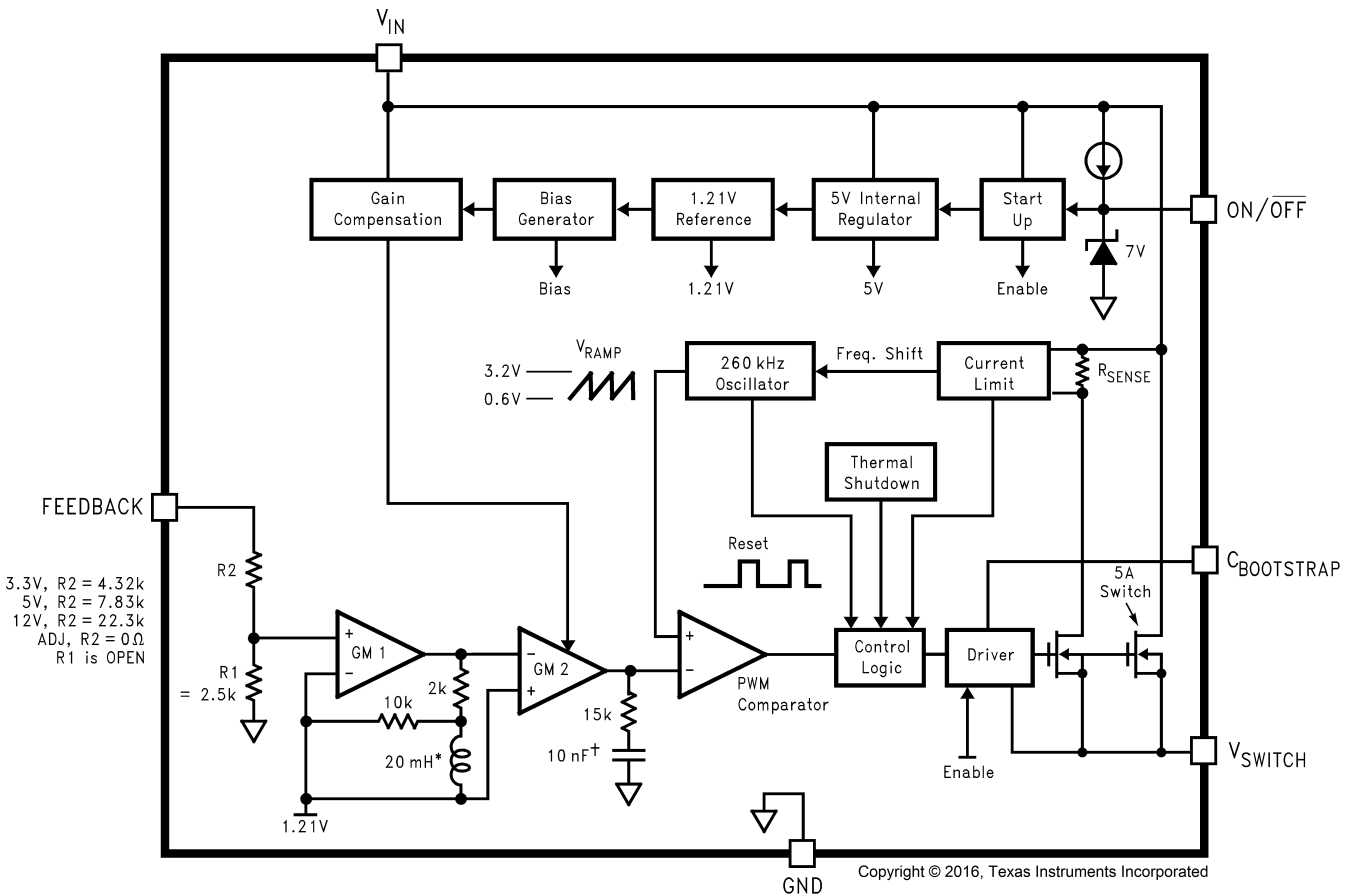 VIN
Gain
Compensation
Bias
Generator
1.21V
Reference
5V Internal
Regulator
Start
Up
ON/OFF
7V
Bias
1.21V
5V
Enable
VRAMP
3.2V
0.6V
260 kHz
Oscillator
Freq. Shift
Current
Limit
RSENSE
Thermal
Shutdown
FEEDBACK
Reset
R2
3.3V, R2 = 4.32k
5V, R2 = 7.83k
12V, R2 = 22.3k
ADJ, R2 = 0Ω
R1 is OPEN
R1
= 2.5k
CBOOTSTRAP
5A
Switch
+
GM 1
−
−
GM 2
+
+
−
PWM
Comparator
Control
Logic
Driver
2k
10k
20 mH*
15k
10 nF†
Enable
VSWITCH
1.21V
GND
Copyright © 2016, Texas Instruments Incorporated